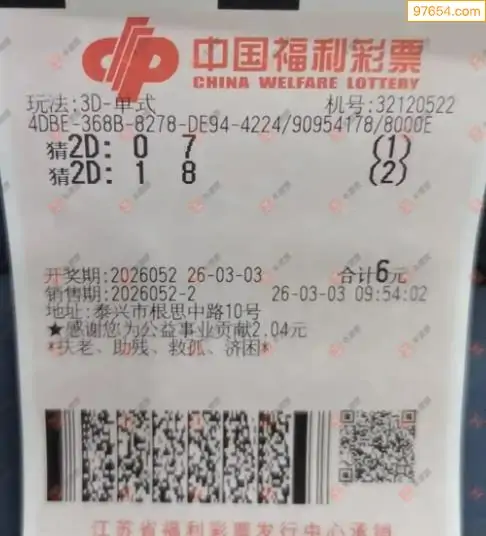 97654.com
中国福利彩票
CHINA WELFARE LOTTERY
玩法:3D-单式 机号:32120522
4DBE-368B-8278-DE94-4224/90954178/8000E
猜2D: 0 7 (1)
猜2D: 1 8 (2)
开奖期:2026052 26-03-03 合计6元
销售期:2026052-2 26-03-03 09:54:02
地址:泰兴市根思中路10号
★感谢您为公益事业贡献2.04元
*扶老、助残、救孤、济困*
江苏省福利彩票发行中心承销